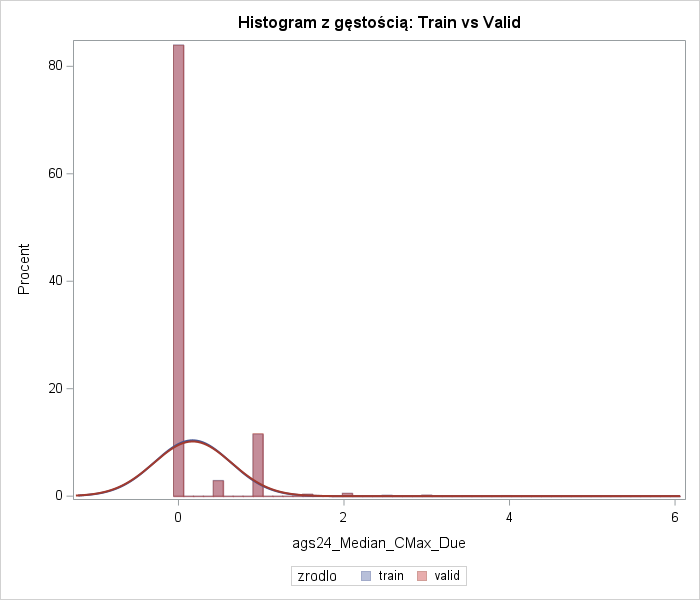 Histogram z gęstością: Train vs Valid
Procent
80
60
40
20
0
0 2 4 6
ags24_Median_CMax_Due
zrodlo train valid